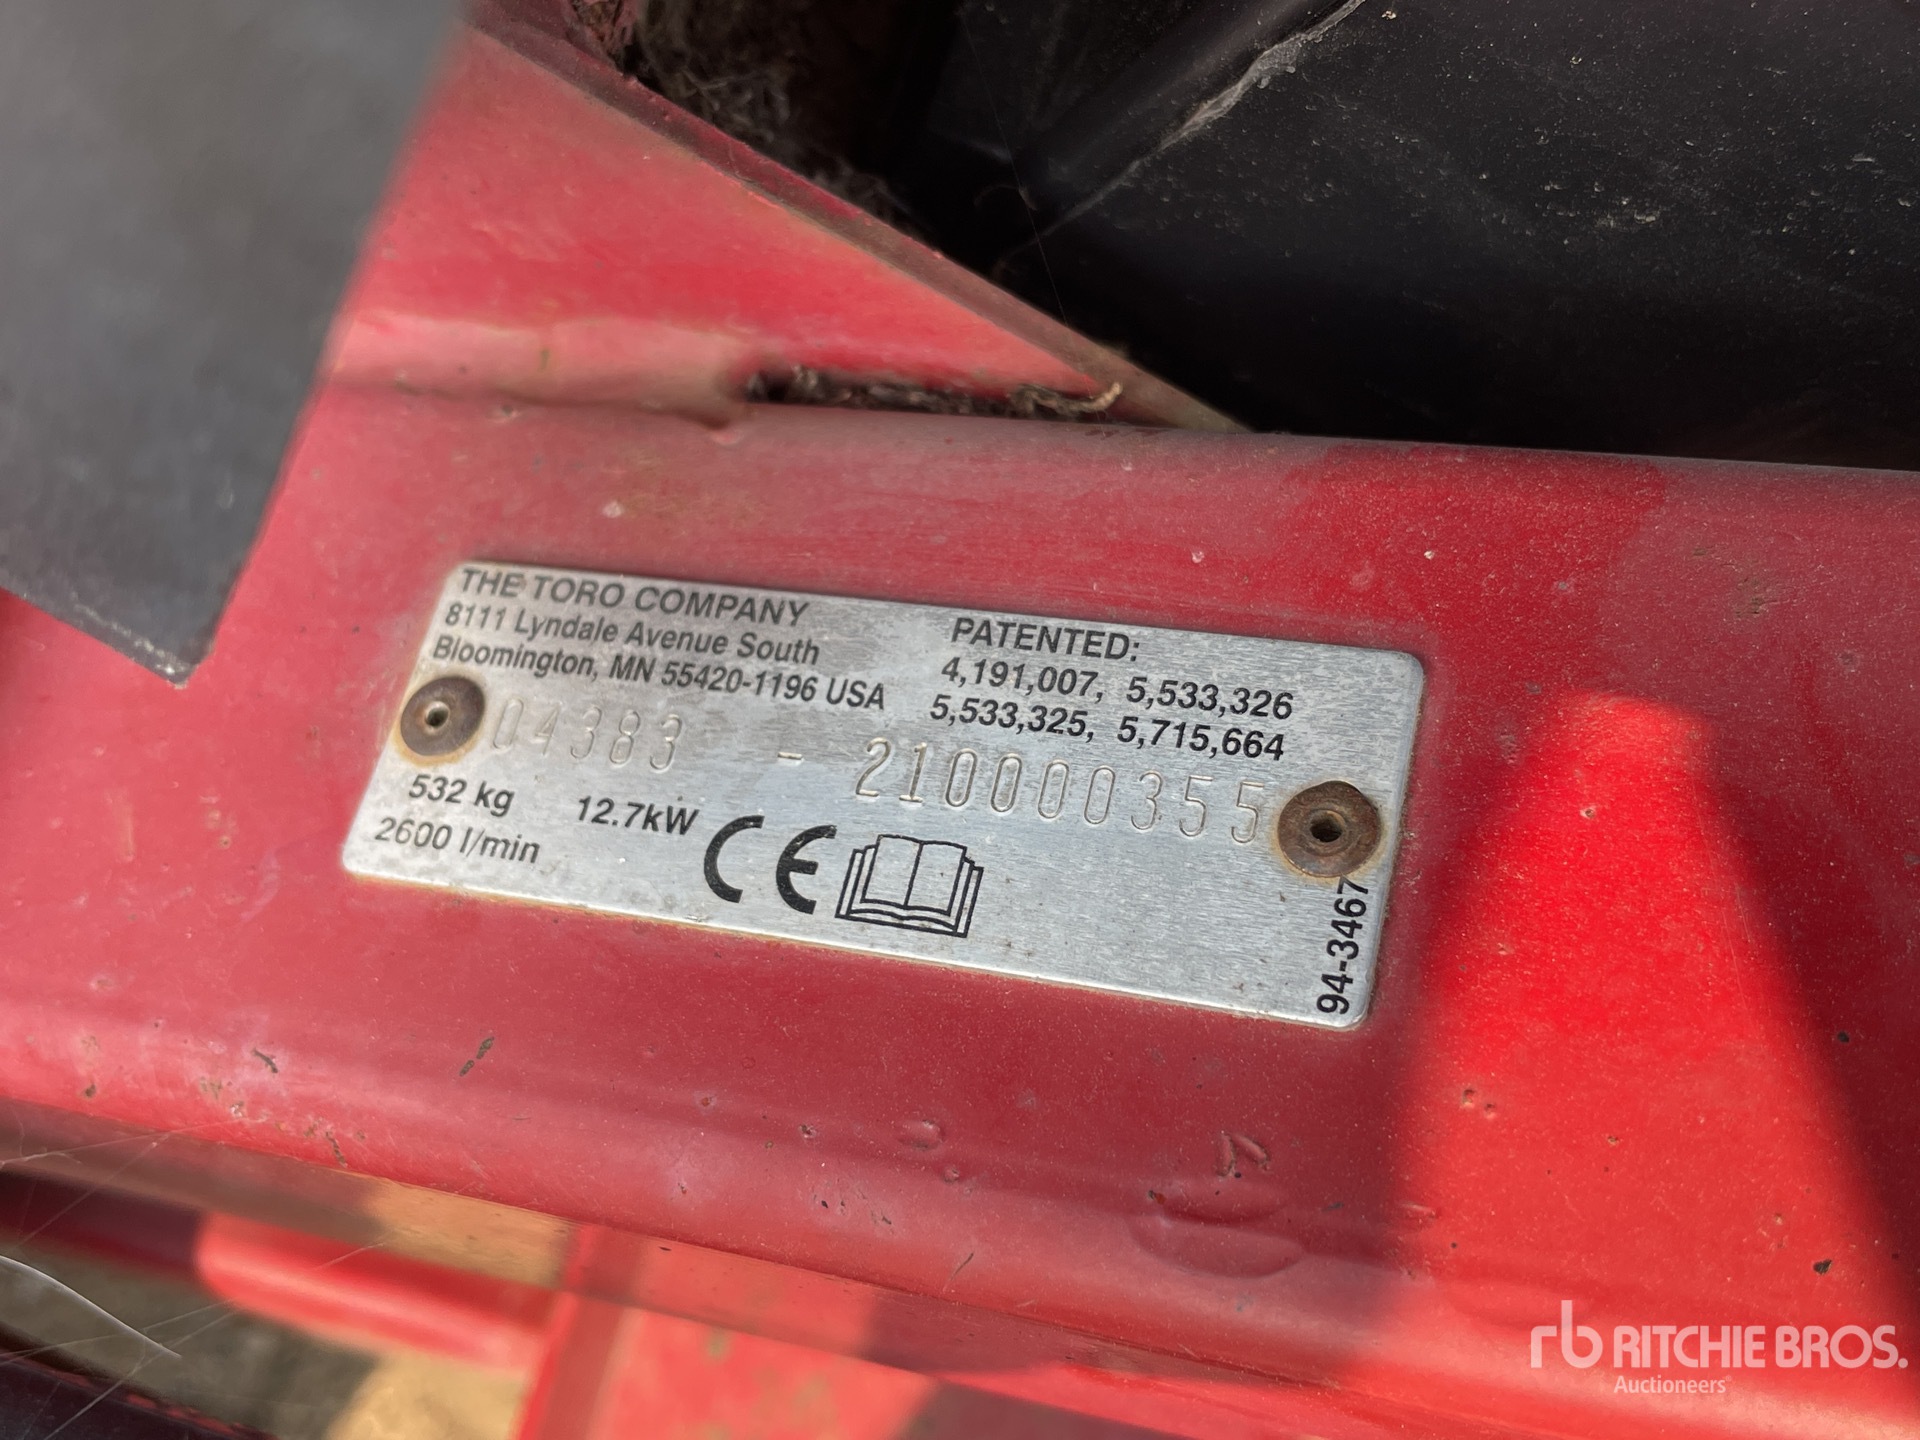 THE TORO COMPANY
8111 Lyndale Avenue South
Bloomington, MN 55420-1196 USA
PATENTED:
4,191,007, 5,533,326
5,533,325, 5,715,664
04383 - 210000355
532 kg 12.7kW
2600 l/min
CE
94-3467
rb RITCHIE BROS.
Auctioneers